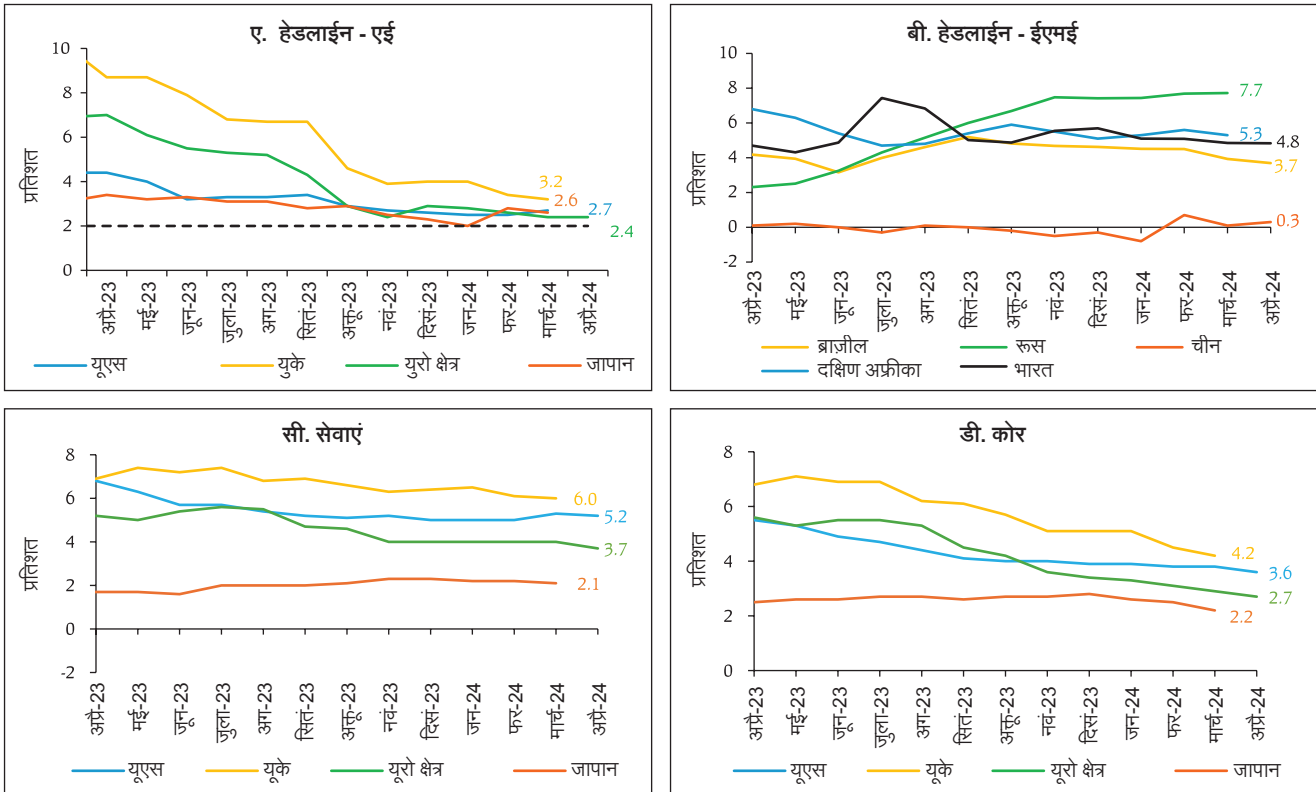 ए. हेडलाईन - एई
प्रतिशत
10
8
6
4
2
0
3.2
2.6
2.7
2.4
अप्रै-23
मई-23
जून-23
जुला-23
अग-23
सितं-23
अक्तू-23
नवं-23
दिसं-23
जन-24
फर-24
मार्च-24
अप्रै-24
यूएस
युके
युरो क्षेत्र
जापान
बी. हेडलाईन - ईएमई
प्रतिशत
10
8
6
4
2
0
-2
7.7
5.3
4.8
3.7
0.3
अप्रै-23
मई-23
जून-23
जुला-23
अग-23
सितं-23
अक्तू-23
नवं-23
दिसं-23
जन-24
फर-24
मार्च-24
अप्रै-24
ब्राज़ील
रूस
चीन
दक्षिण अफ्रीका
भारत
सी. सेवाएं
प्रतिशत
8
6
4
2
0
-2
6.0
5.2
3.7
2.1
अप्रै-23
मई-23
जून-23
जुला-23
अग-23
सितं-23
अक्तू-23
नवं-23
दिसं-23
जन-24
फर-24
मार्च-24
अप्रै-24
यूएस
यूके
यूरो क्षेत्र
जापान
डी. कोर
प्रतिशत
8
6
4
2
0
4.2
3.6
2.7
2.2
अप्रै-23
मई-23
जून-23
जुला-23
अग-23
सितं-23
अक्तू-23
नवं-23
दिसं-23
जन-24
फर-24
मार्च-24
अप्रै-24
यूएस
यूके
यूरो क्षेत्र
जापान